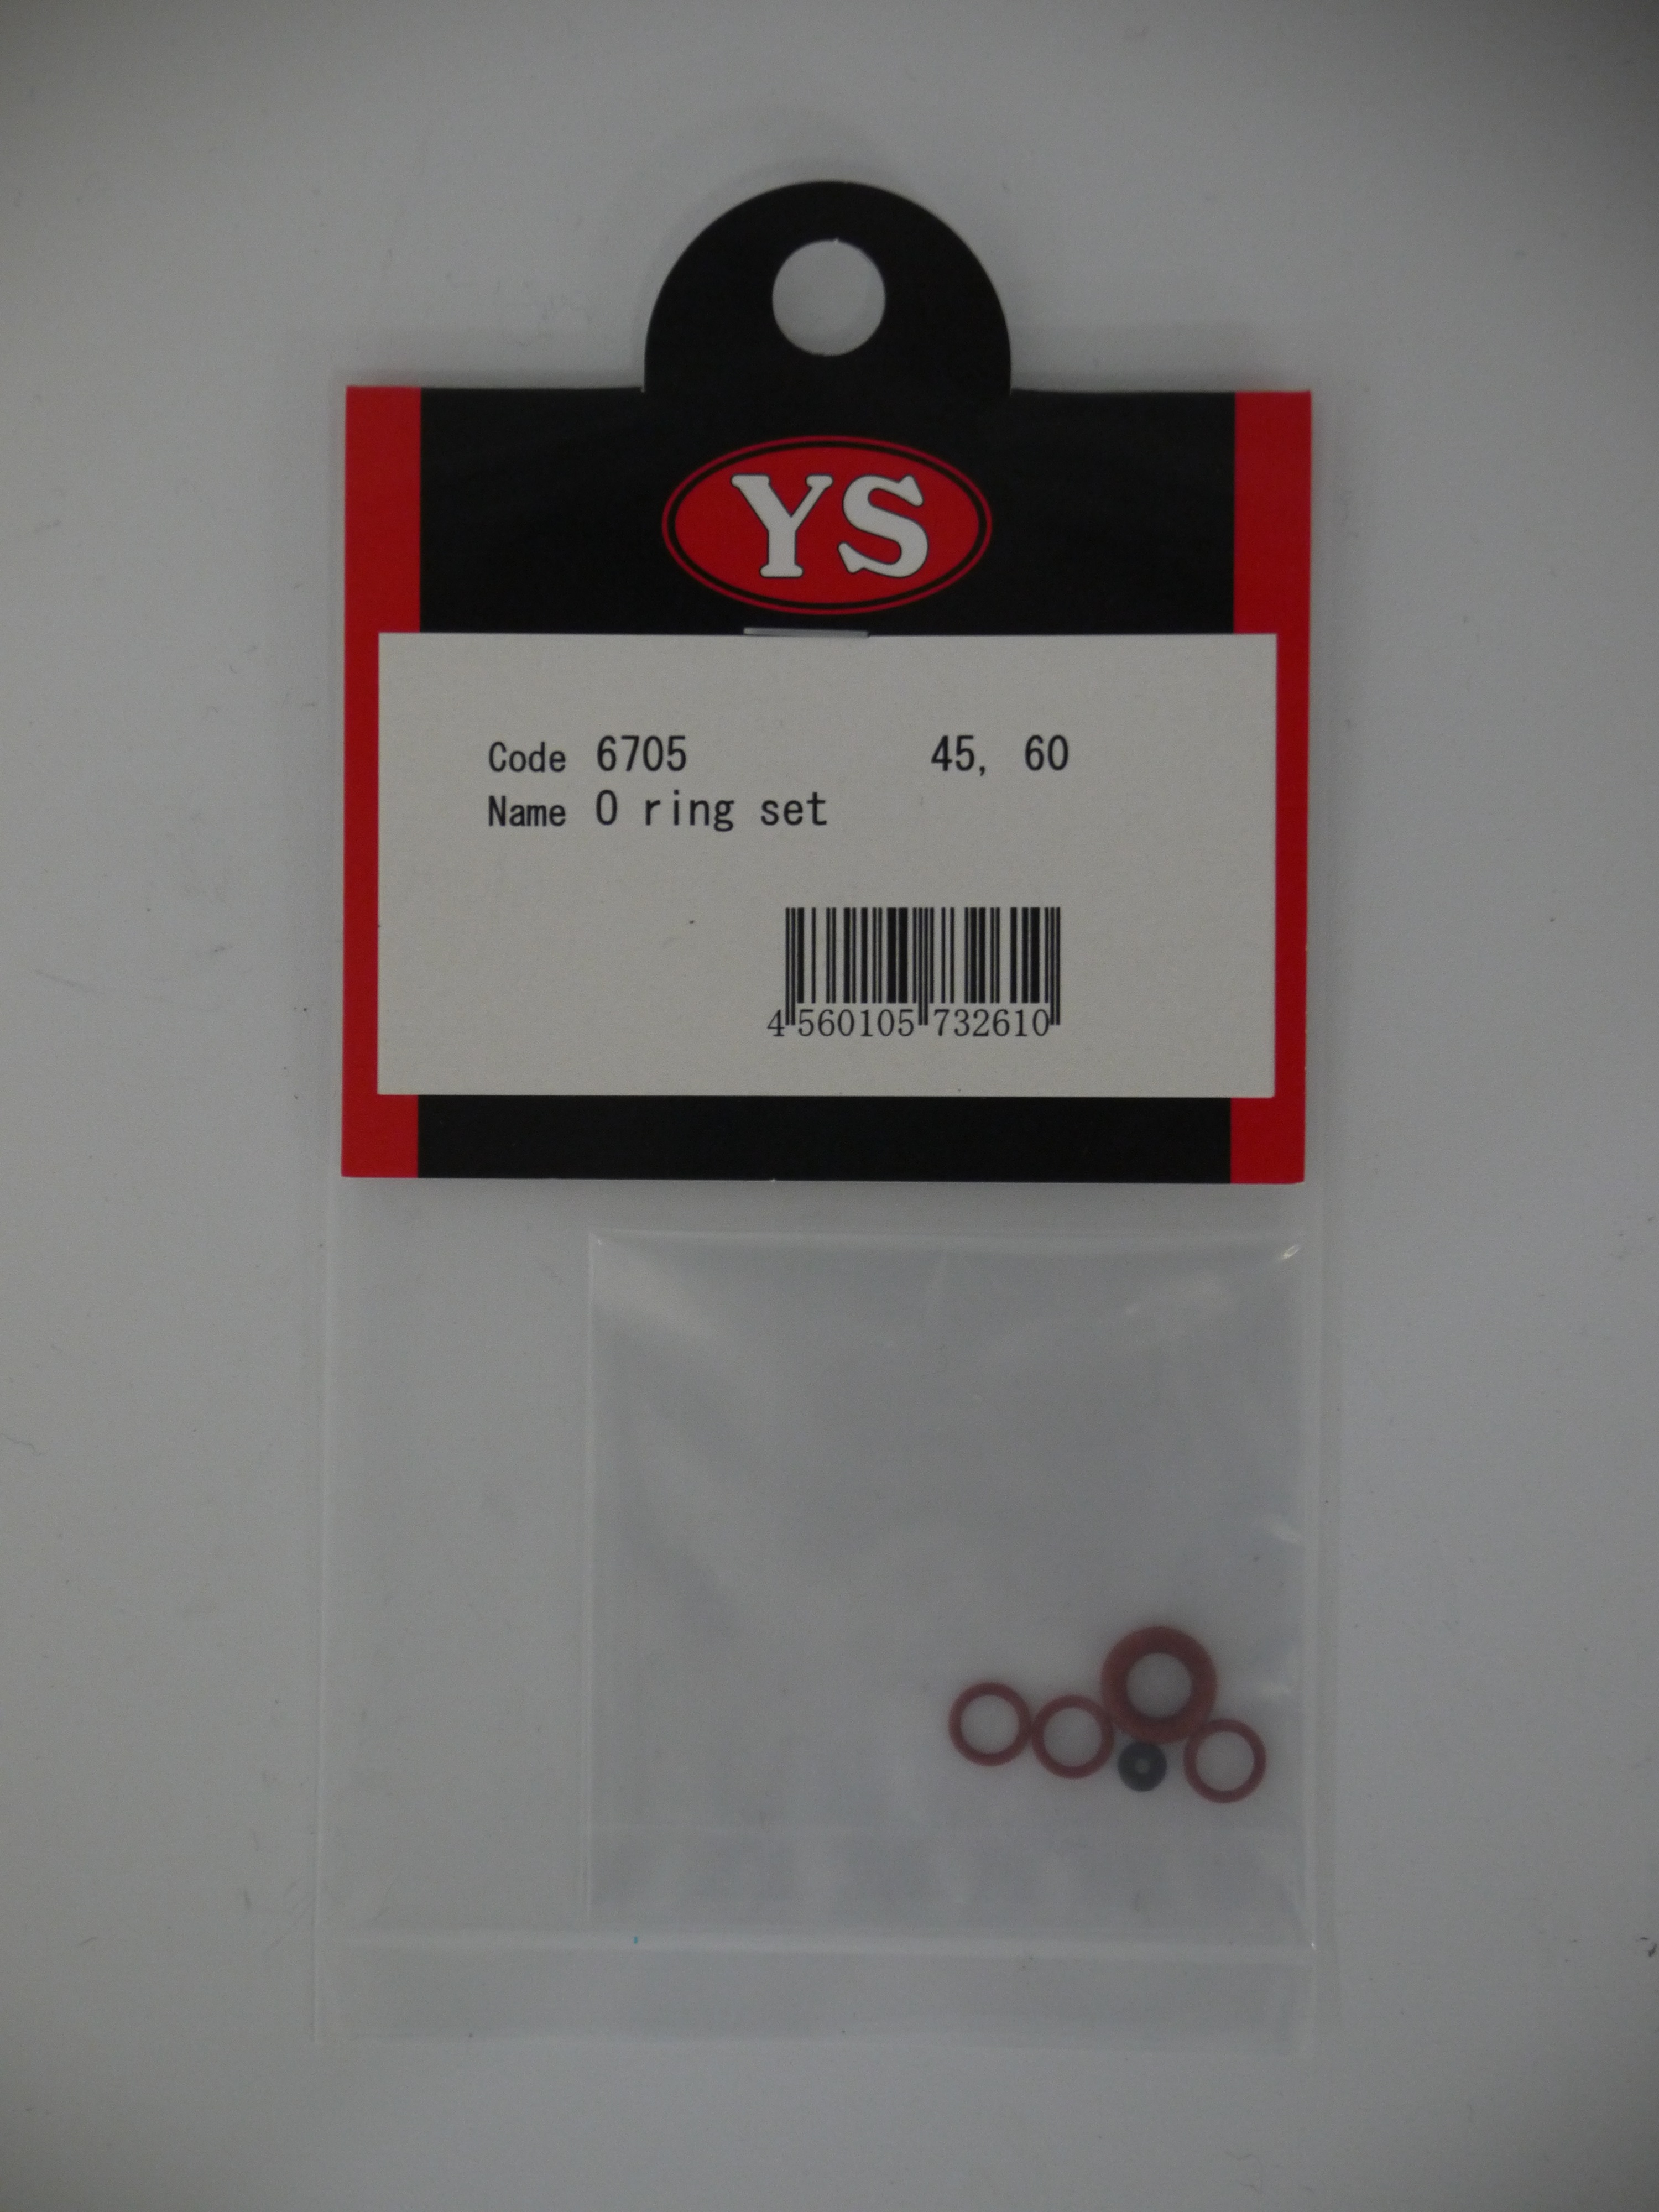 YS
Code 6705 45, 60
Name O ring set
4 560105 732610